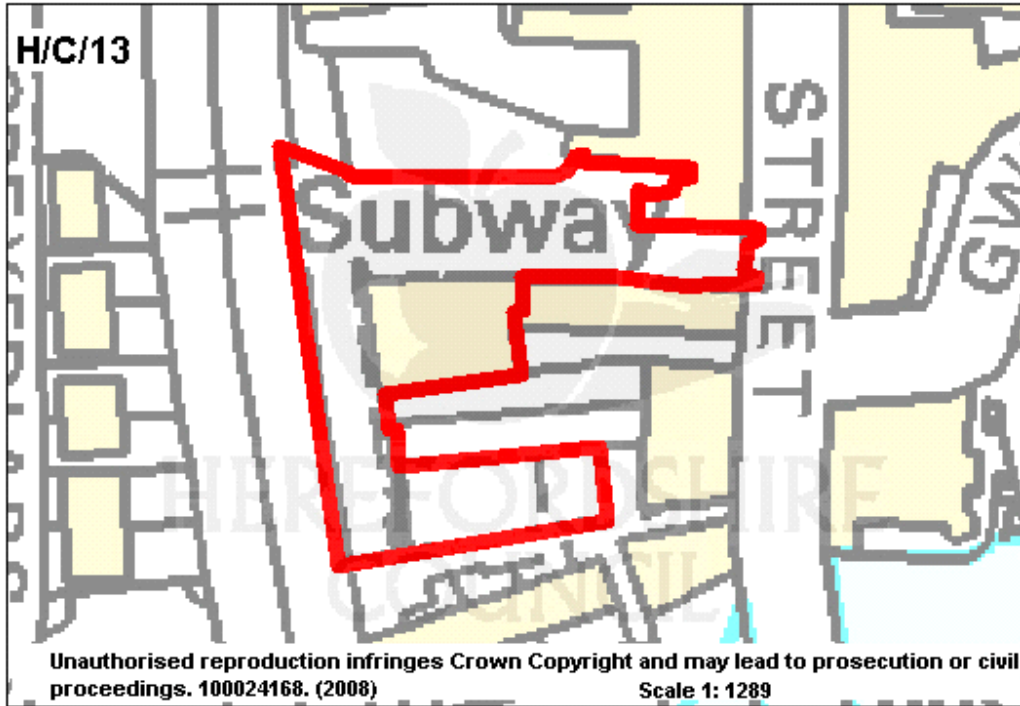 H/C/13
STREET
Subway
HEREFORDSHIRE
COUNCIL
Unauthorised reproduction infringes Crown Copyright and may lead to prosecution or civil
proceedings. 100024168. (2008)
Scale 1: 1289